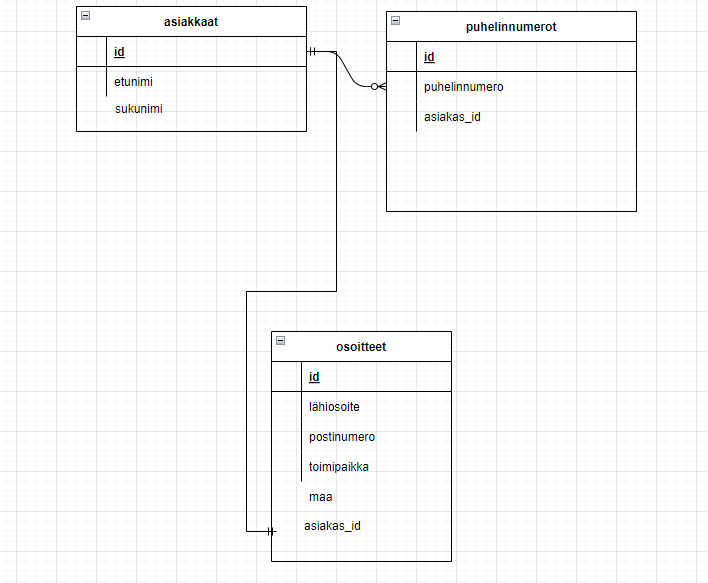 asiakkaat
id
etunimi
sukunimi
puhelinnumerot
id
puhelinnumero
asiakas_id
osoitteet
id
lähiosoite
postinumero
toimipaikka
maa
asiakas_id